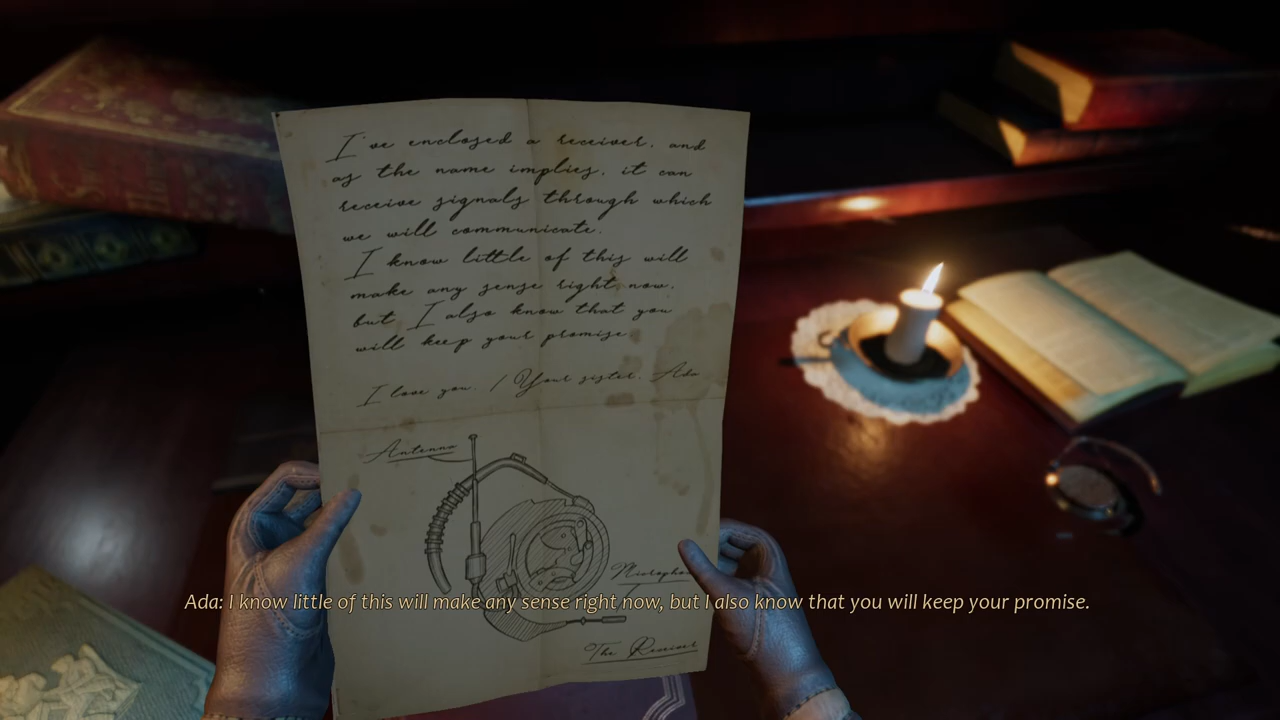 I've enclosed a receiver, and
as the name implies, it can
receive signals through which
we will communicate.
I know little of this will
make any sense right now,
but I also know that you
will keep your promise
I love you. / Your sister, Ada
Antenna
Microphon
Ada: I know little of this will make any sense right now, but I also know that you will keep your promise.
The Receiver